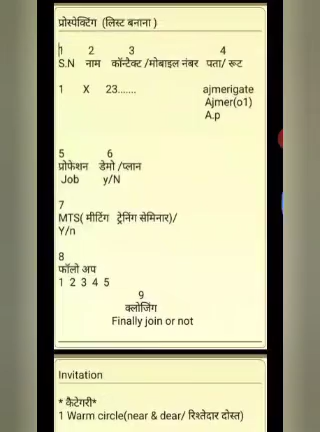 प्रोस्पेक्टिंग (लिस्ट बनाना )
1 2 3 4
S.N नाम कॉन्टैक्ट /मोबाइल नंबर पता/ रूट
1 X 23....... ajmerigate
Ajmer(o1)
A.p
5 6
प्रोफेशन डेमो /प्लान
Job y/N
7
MTS( मीटिंग ट्रेनिंग सेमिनार)/
Y/n
8
फॉलो अप
1 2 3 4 5
9
क्लोजिंग
Finally join or not
Invitation
* कैटेगरी*
1 Warm circle(near & dear/ रिश्तेदार दोस्त)